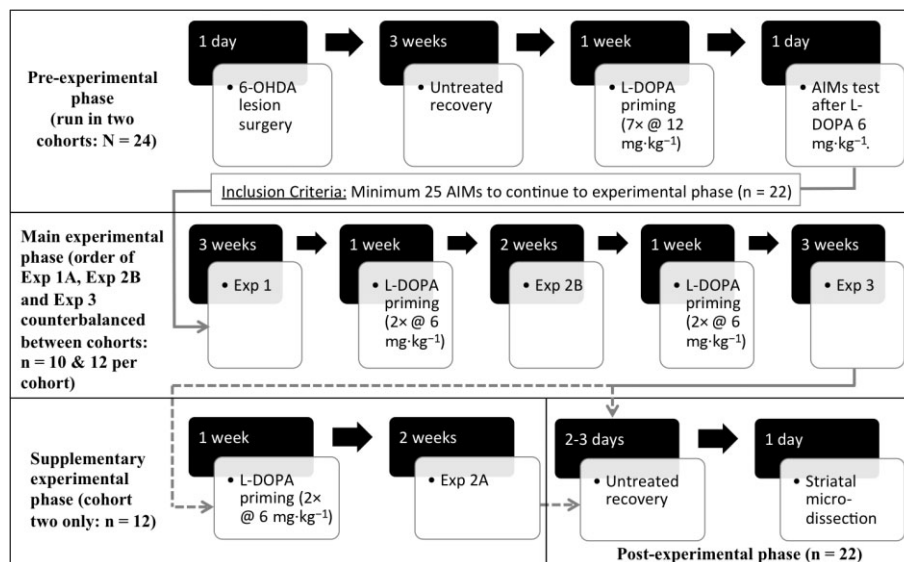 Pre-experimental
phase
(run in two
cohorts: N = 24)
1 day
• 6-OHDA
lesion
surgery
3 weeks
• Untreated
recovery
1 week
• L-DOPA
priming
(7× @ 12
mg·kg⁻¹)
1 day
• AIMs test
after L-
DOPA 6
mg·kg⁻¹.
Inclusion Criteria: Minimum 25 AIMs to continue to experimental phase (n = 22)
Main experimental
phase (order of
Exp 1A, Exp 2B
and Exp 3
counterbalanced
between cohorts:
n = 10 & 12 per
cohort)
3 weeks
• Exp 1
1 week
• L-DOPA
priming
(2× @ 6
mg·kg⁻¹)
2 weeks
• Exp 2B
1 week
• L-DOPA
priming
(2× @ 6
mg·kg⁻¹)
3 weeks
• Exp 3
Supplementary
experimental
phase (cohort
two only: n = 12)
1 week
• L-DOPA
priming (2×
@ 6 mg·kg⁻¹)
2 weeks
• Exp 2A
2-3 days
• Untreated
recovery
1 day
• Striatal
micro-
dissection
Post-experimental phase (n = 22)